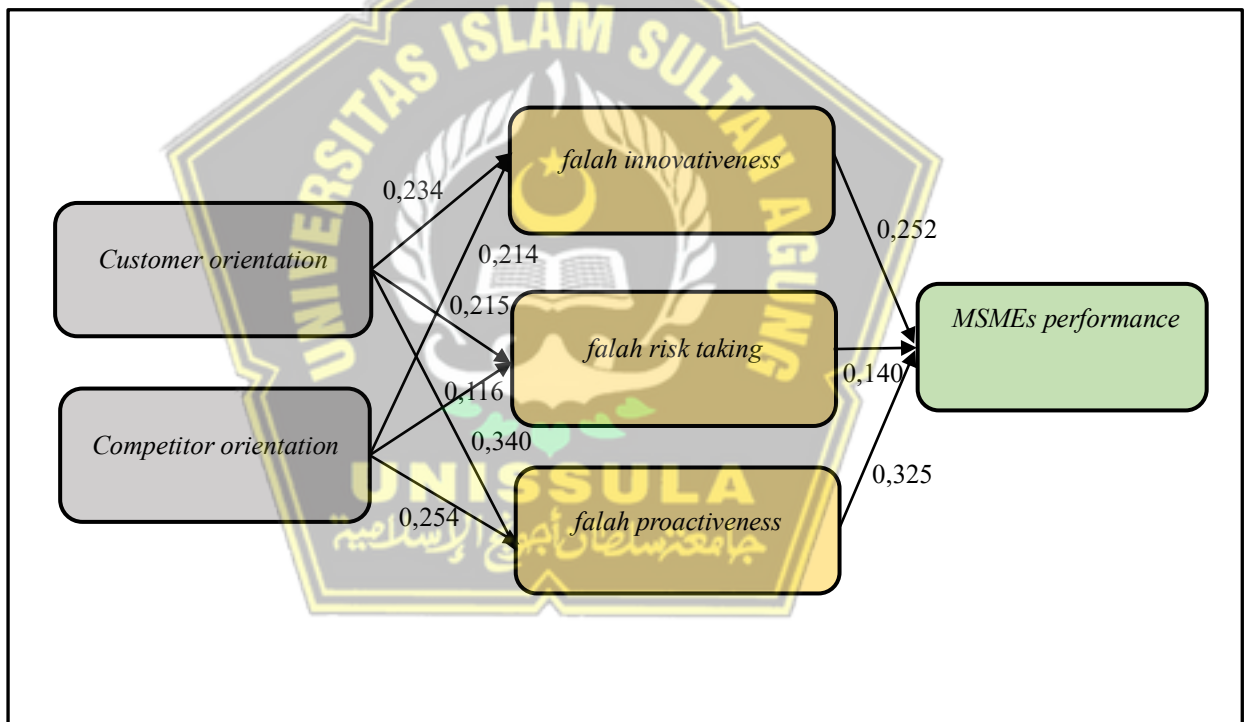 UNIVERSITAS ISLAM SULTAN AGUNG
falah innovativeness
0,234
0,252
Customer orientation
0,214
0,215
MSMEs performance
falah risk taking
0,140
0,116
Competitor orientation
0,340
UNISSULA
0,325
0,254
falah proactiveness
جامعتسلطان أجونج الإسلامية